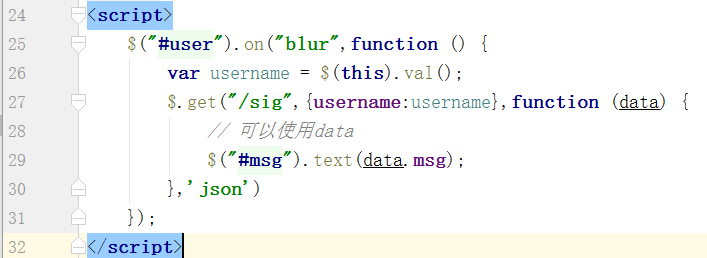 24 <script>
25     $("#user").on("blur",function () {
26         var username = $(this).val();
27         $.get("/sig",{username:username},function (data) {
28             // 可以使用data
29             $("#msg").text(data.msg);
30         },'json')
31     });
32 </script>